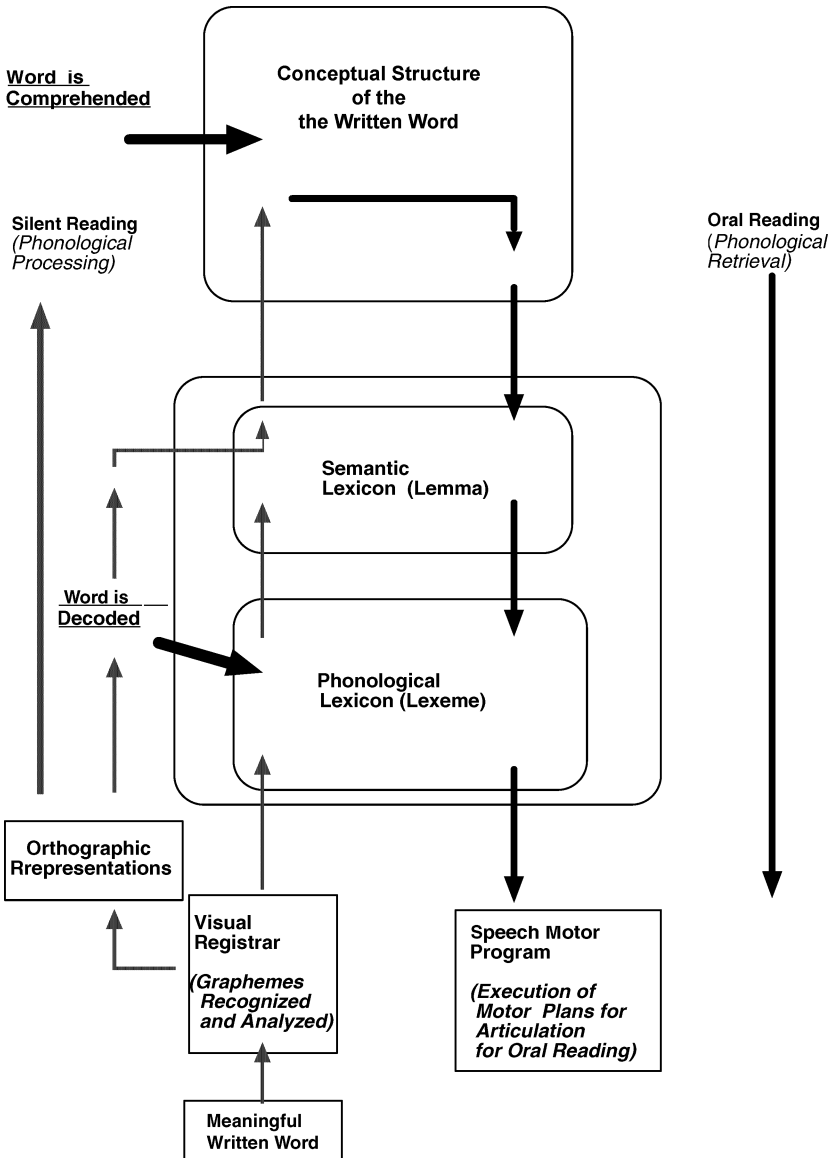 Word is
Comprehended
Conceptual Structure
of the
the Written Word
Silent Reading
(Phonological
Processing)
Oral Reading
(Phonological
Retrieval)
Semantic
Lexicon (Lemma)
Word is
Decoded
Phonological
Lexicon (Lexeme)
Orthographic
Rrepresentations
Visual
Registrar
(Graphemes
Recognized
and Analyzed)
Speech Motor
Program
(Execution of
Motor Plans for
Articulation
for Oral Reading)
Meaningful
Written Word